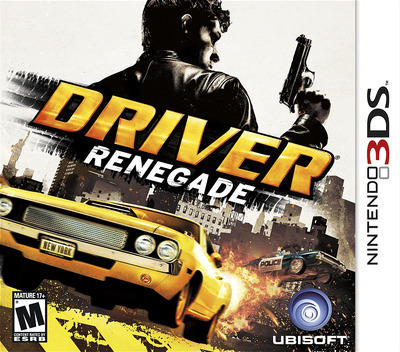 DRIVER
RENEGADE
NINTENDO 3DS
NEW YORK
MATURE 17+
M
CONTENT RATED BY
ESRB
UBISOFT